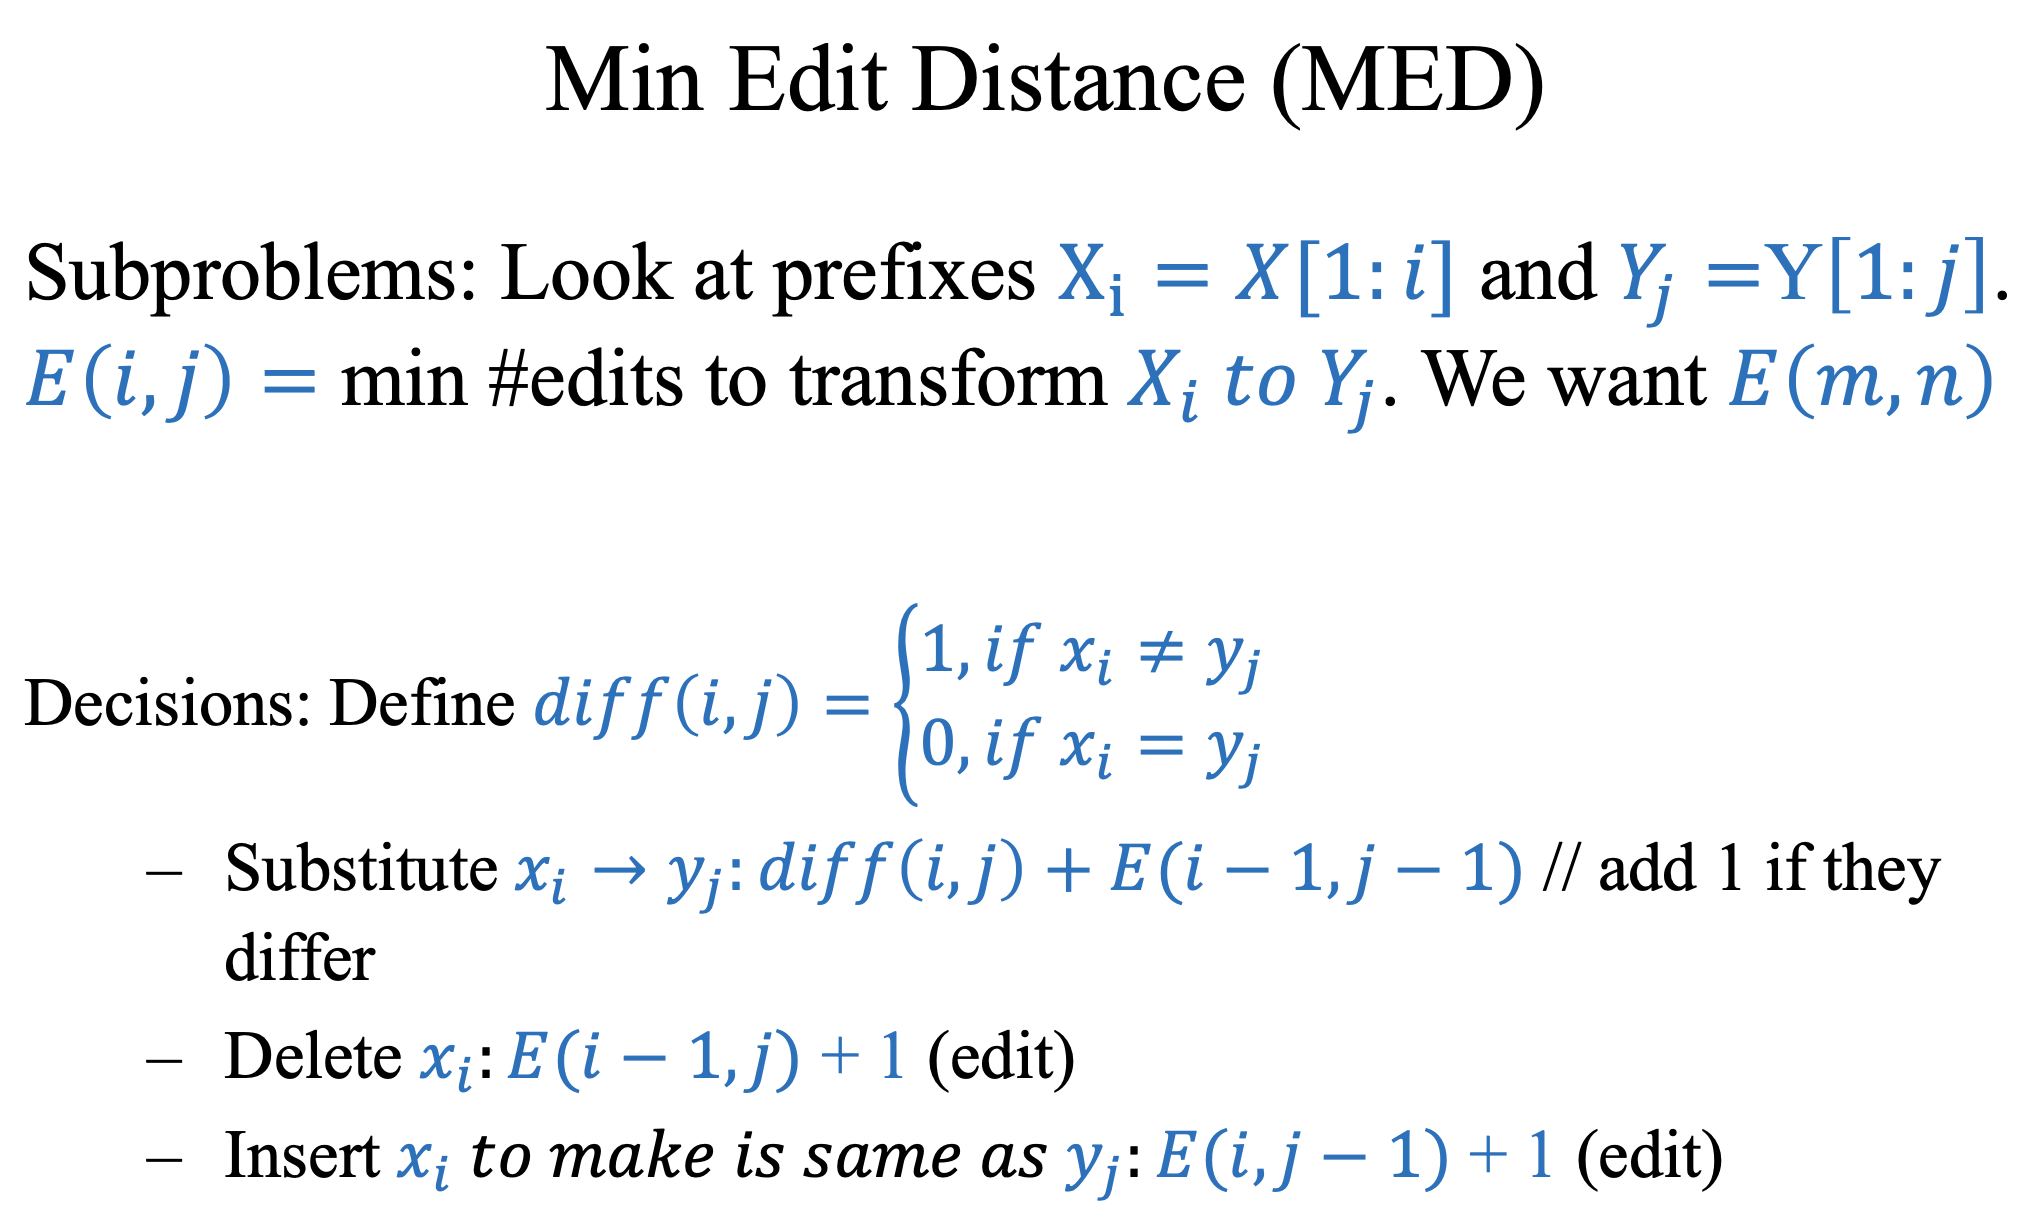 Min Edit Distance (MED)
Subproblems: Look at prefixes Xᵢ = X[1: i] and Yⱼ =Y[1: j].
E(i, j) = min #edits to transform Xᵢ to Yⱼ. We want E(m, n)
Decisions: Define diff(i, j) = { 1, if xᵢ ≠ yⱼ
0, if xᵢ = yⱼ
– Substitute xᵢ → yⱼ: diff(i, j) + E(i − 1, j − 1) // add 1 if they
differ
– Delete xᵢ: E(i − 1, j) + 1 (edit)
– Insert xᵢ to make is same as yⱼ: E(i, j − 1) + 1 (edit)